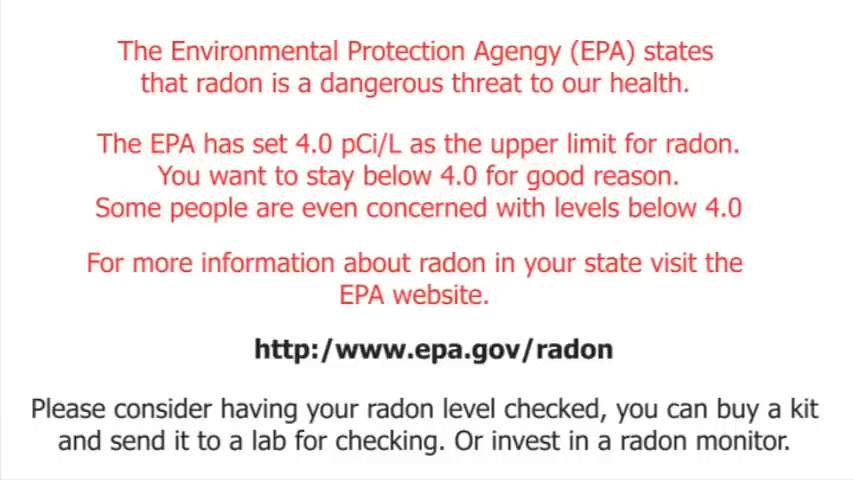 The Environmental Protection Agengy (EPA) states
that radon is a dangerous threat to our health.
The EPA has set 4.0 pCi/L as the upper limit for radon.
You want to stay below 4.0 for good reason.
Some people are even concerned with levels below 4.0
For more information about radon in your state visit the
EPA website.
http:/www.epa.gov/radon
Please consider having your radon level checked, you can buy a kit
and send it to a lab for checking. Or invest in a radon monitor.